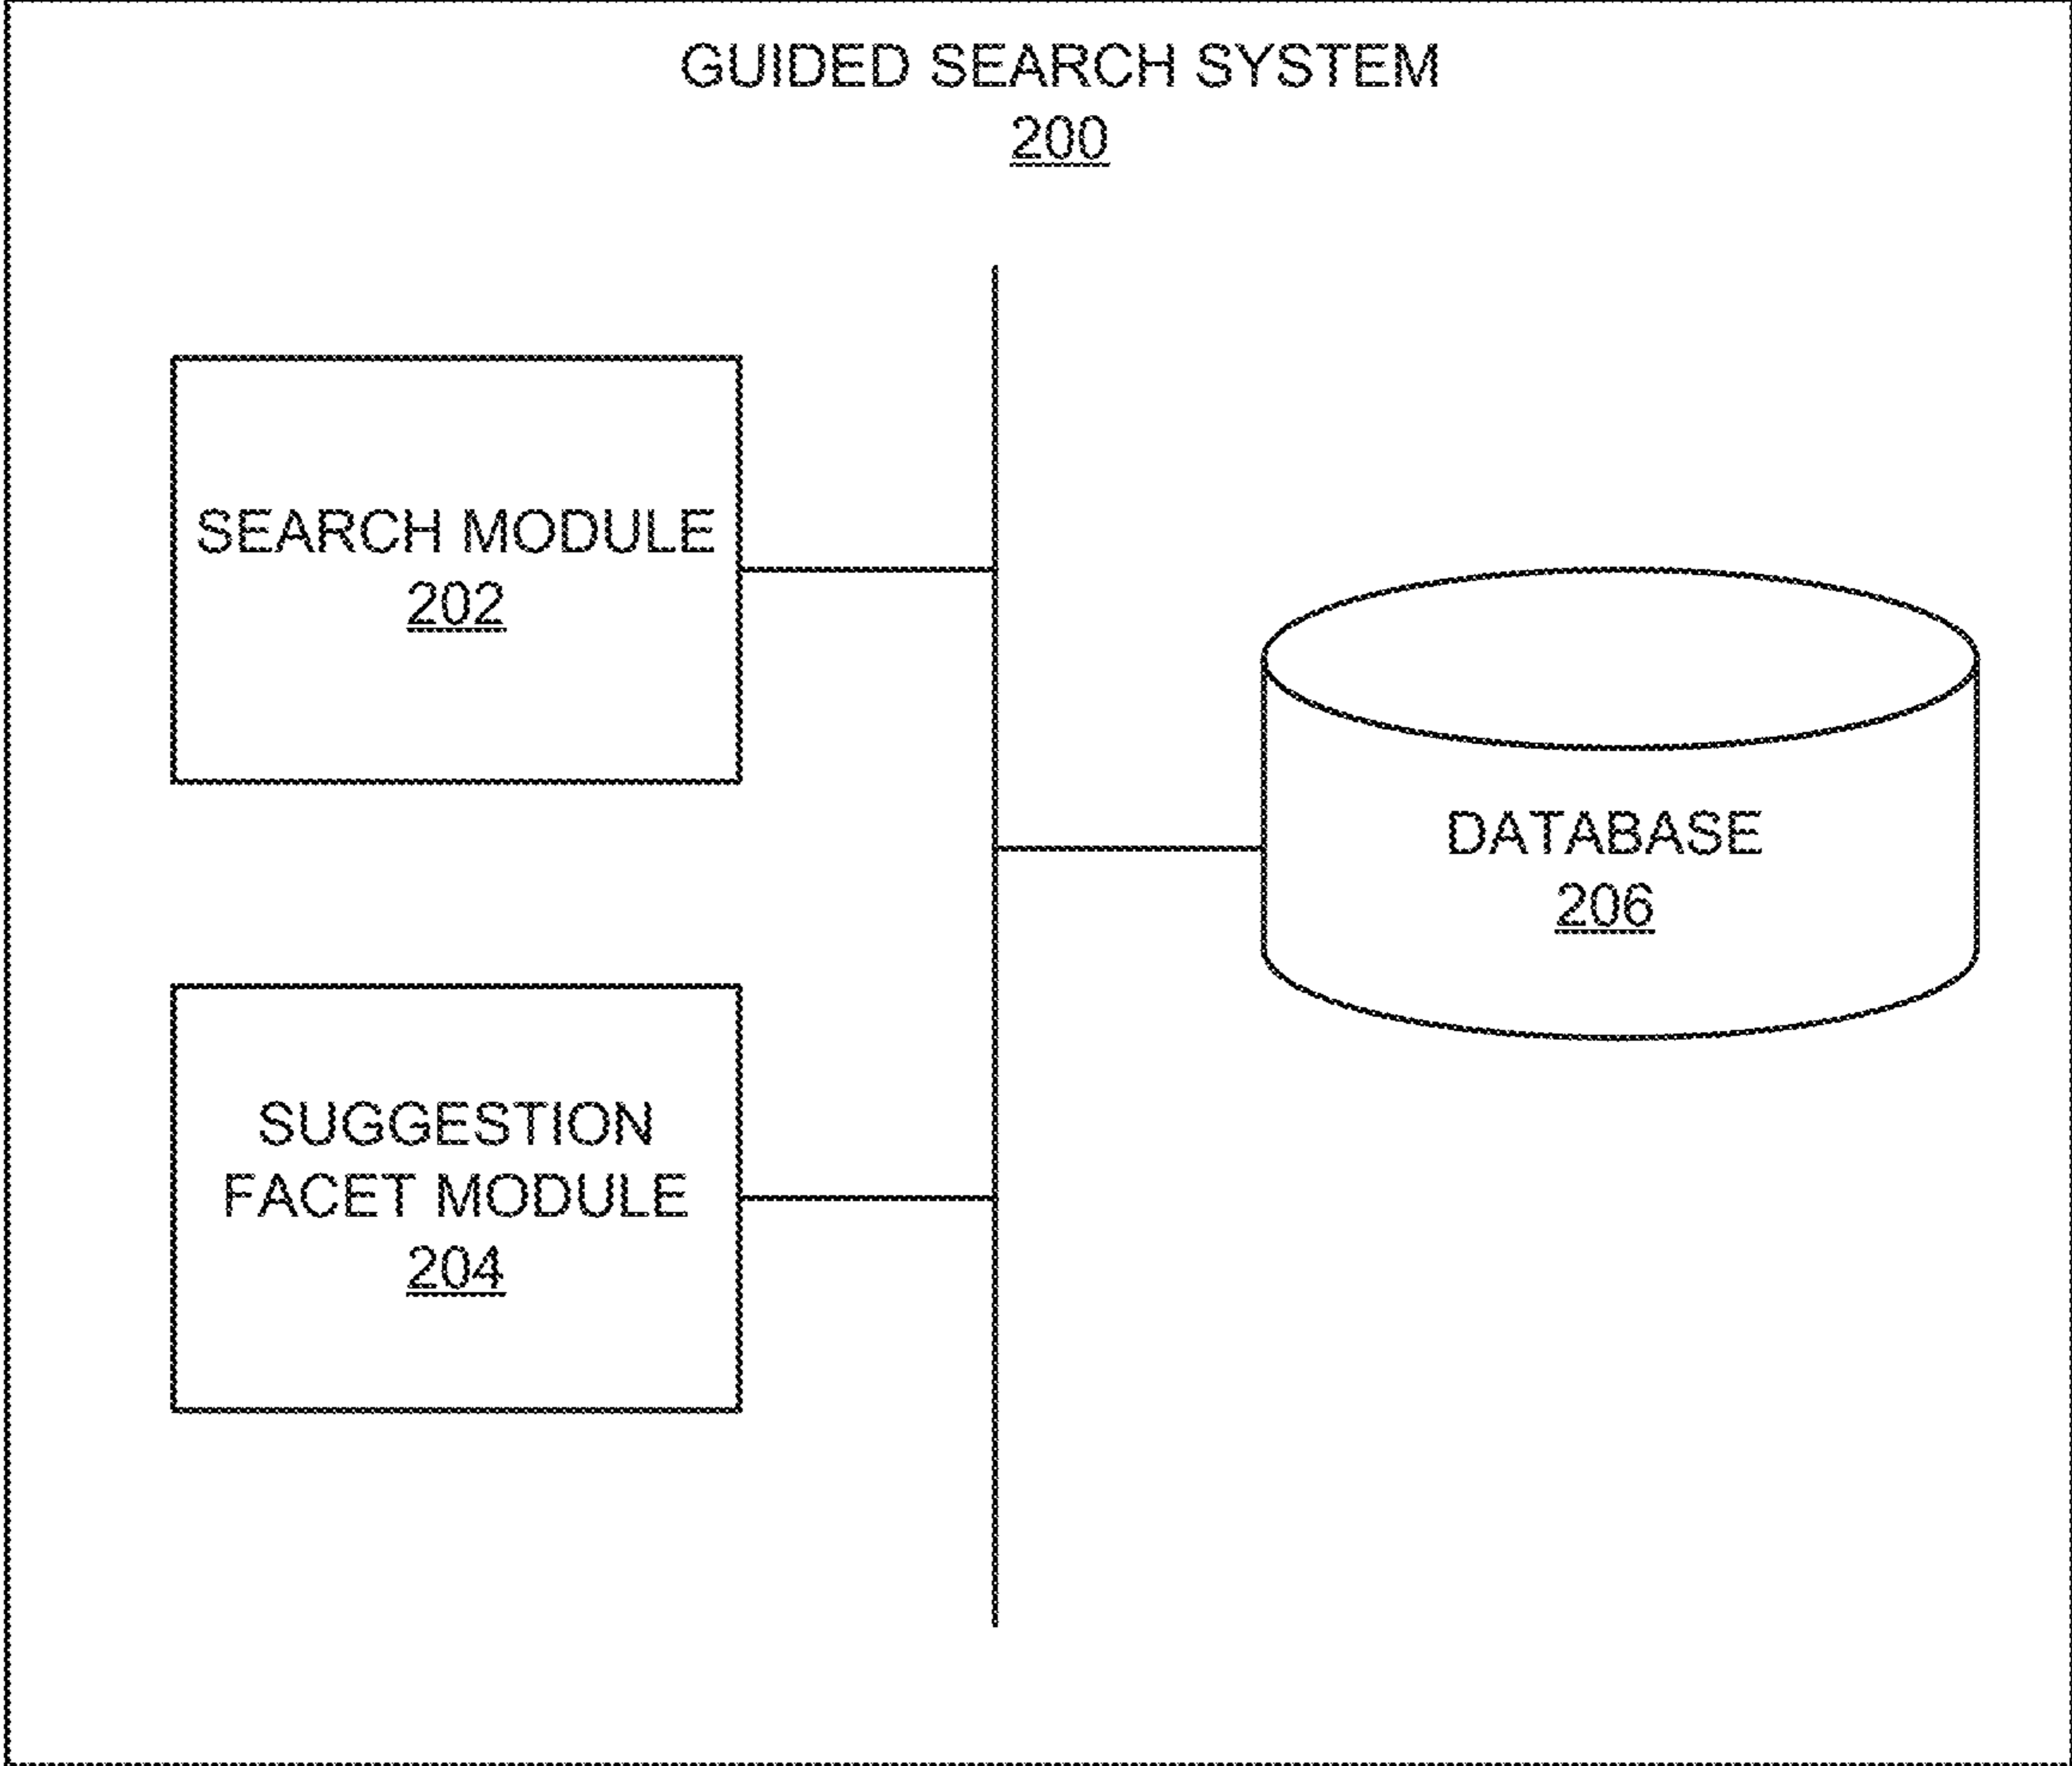 GUIDED SEARCH SYSTEM
200
SEARCH MODULE
202
DATABASE
206
SUGGESTION
FACET MODULE
204